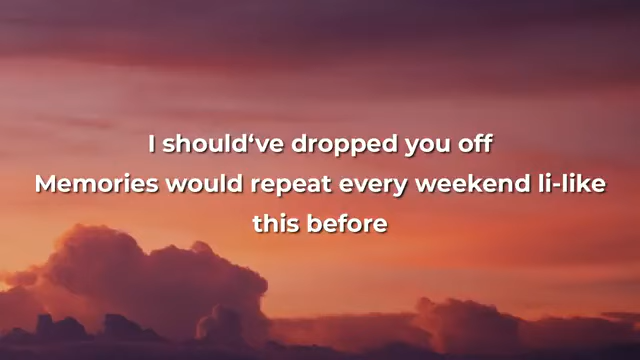 I should‘ve dropped you off
Memories would repeat every weekend li-like
this before